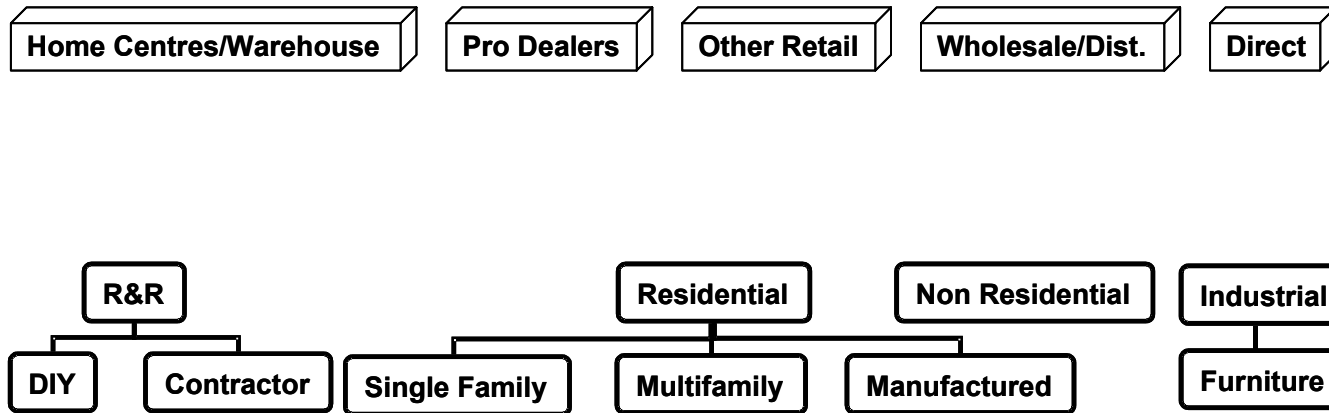 Home Centres/Warehouse
Pro Dealers
Other Retail
Wholesale/Dist.
Direct
R&R
Residential
Non Residential
Industrial
DIY
Contractor
Single Family
Multifamily
Manufactured
Furniture